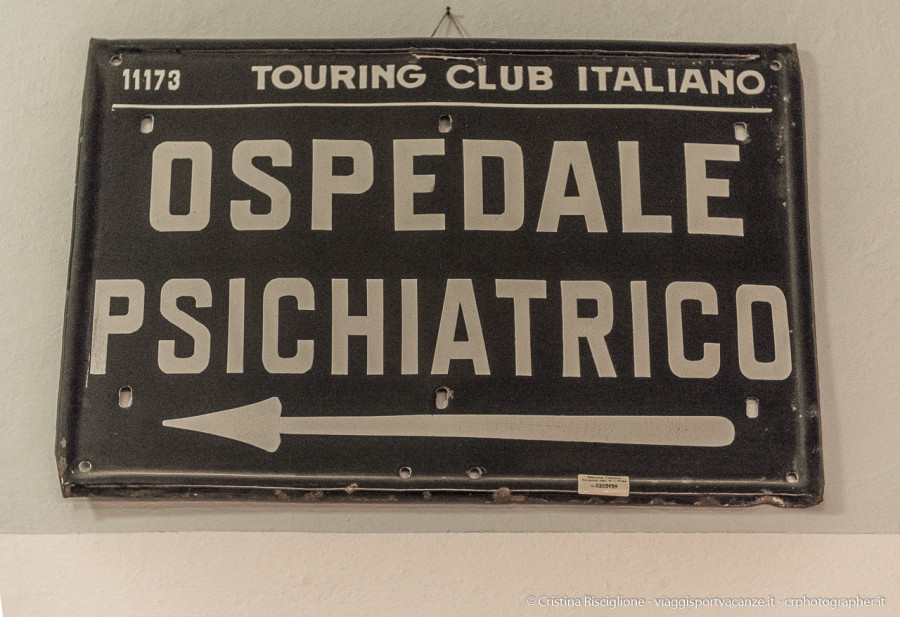 11173 TOURING CLUB ITALIANO
OSPEDALE
PSICHIATRICO
© Cristina Risciglione - viaggisportvacanze.it - crphotographer.it